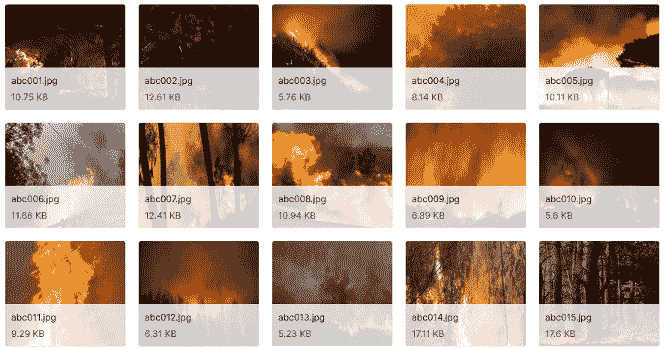 abc001.jpg
10.75 KB
abc002.jpg
12.61 KB
abc003.jpg
5.76 KB
abc004.jpg
8.14 KB
abc005.jpg
10.11 KB
abc006.jpg
11.66 KB
abc007.jpg
12.41 KB
abc008.jpg
10.94 KB
abc009.jpg
6.89 KB
abc010.jpg
5.6 KB
abc011.jpg
9.29 KB
abc012.jpg
6.31 KB
abc013.jpg
5.23 KB
abc014.jpg
17.11 KB
abc015.jpg
17.6 KB